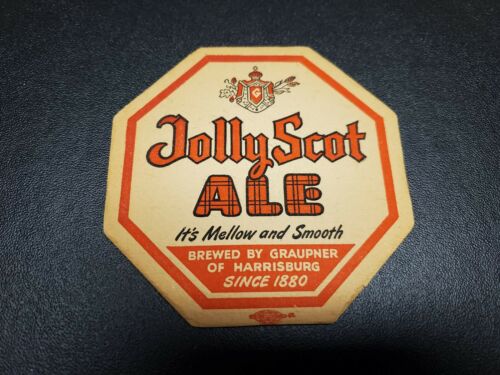 G
Jolly Scot
ALE
It's Mellow and Smooth
BREWED BY GRAUPNER
OF HARRISBURG
SINCE 1880